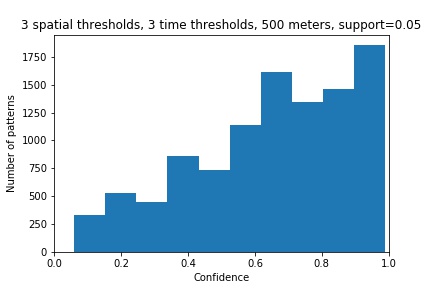 3 spatial thresholds, 3 time thresholds, 500 meters, support=0.05
1750
1500
1250
1000
750
500
250
0
Number of patterns
0.0 0.2 0.4 0.6 0.8 1.0
Confidence